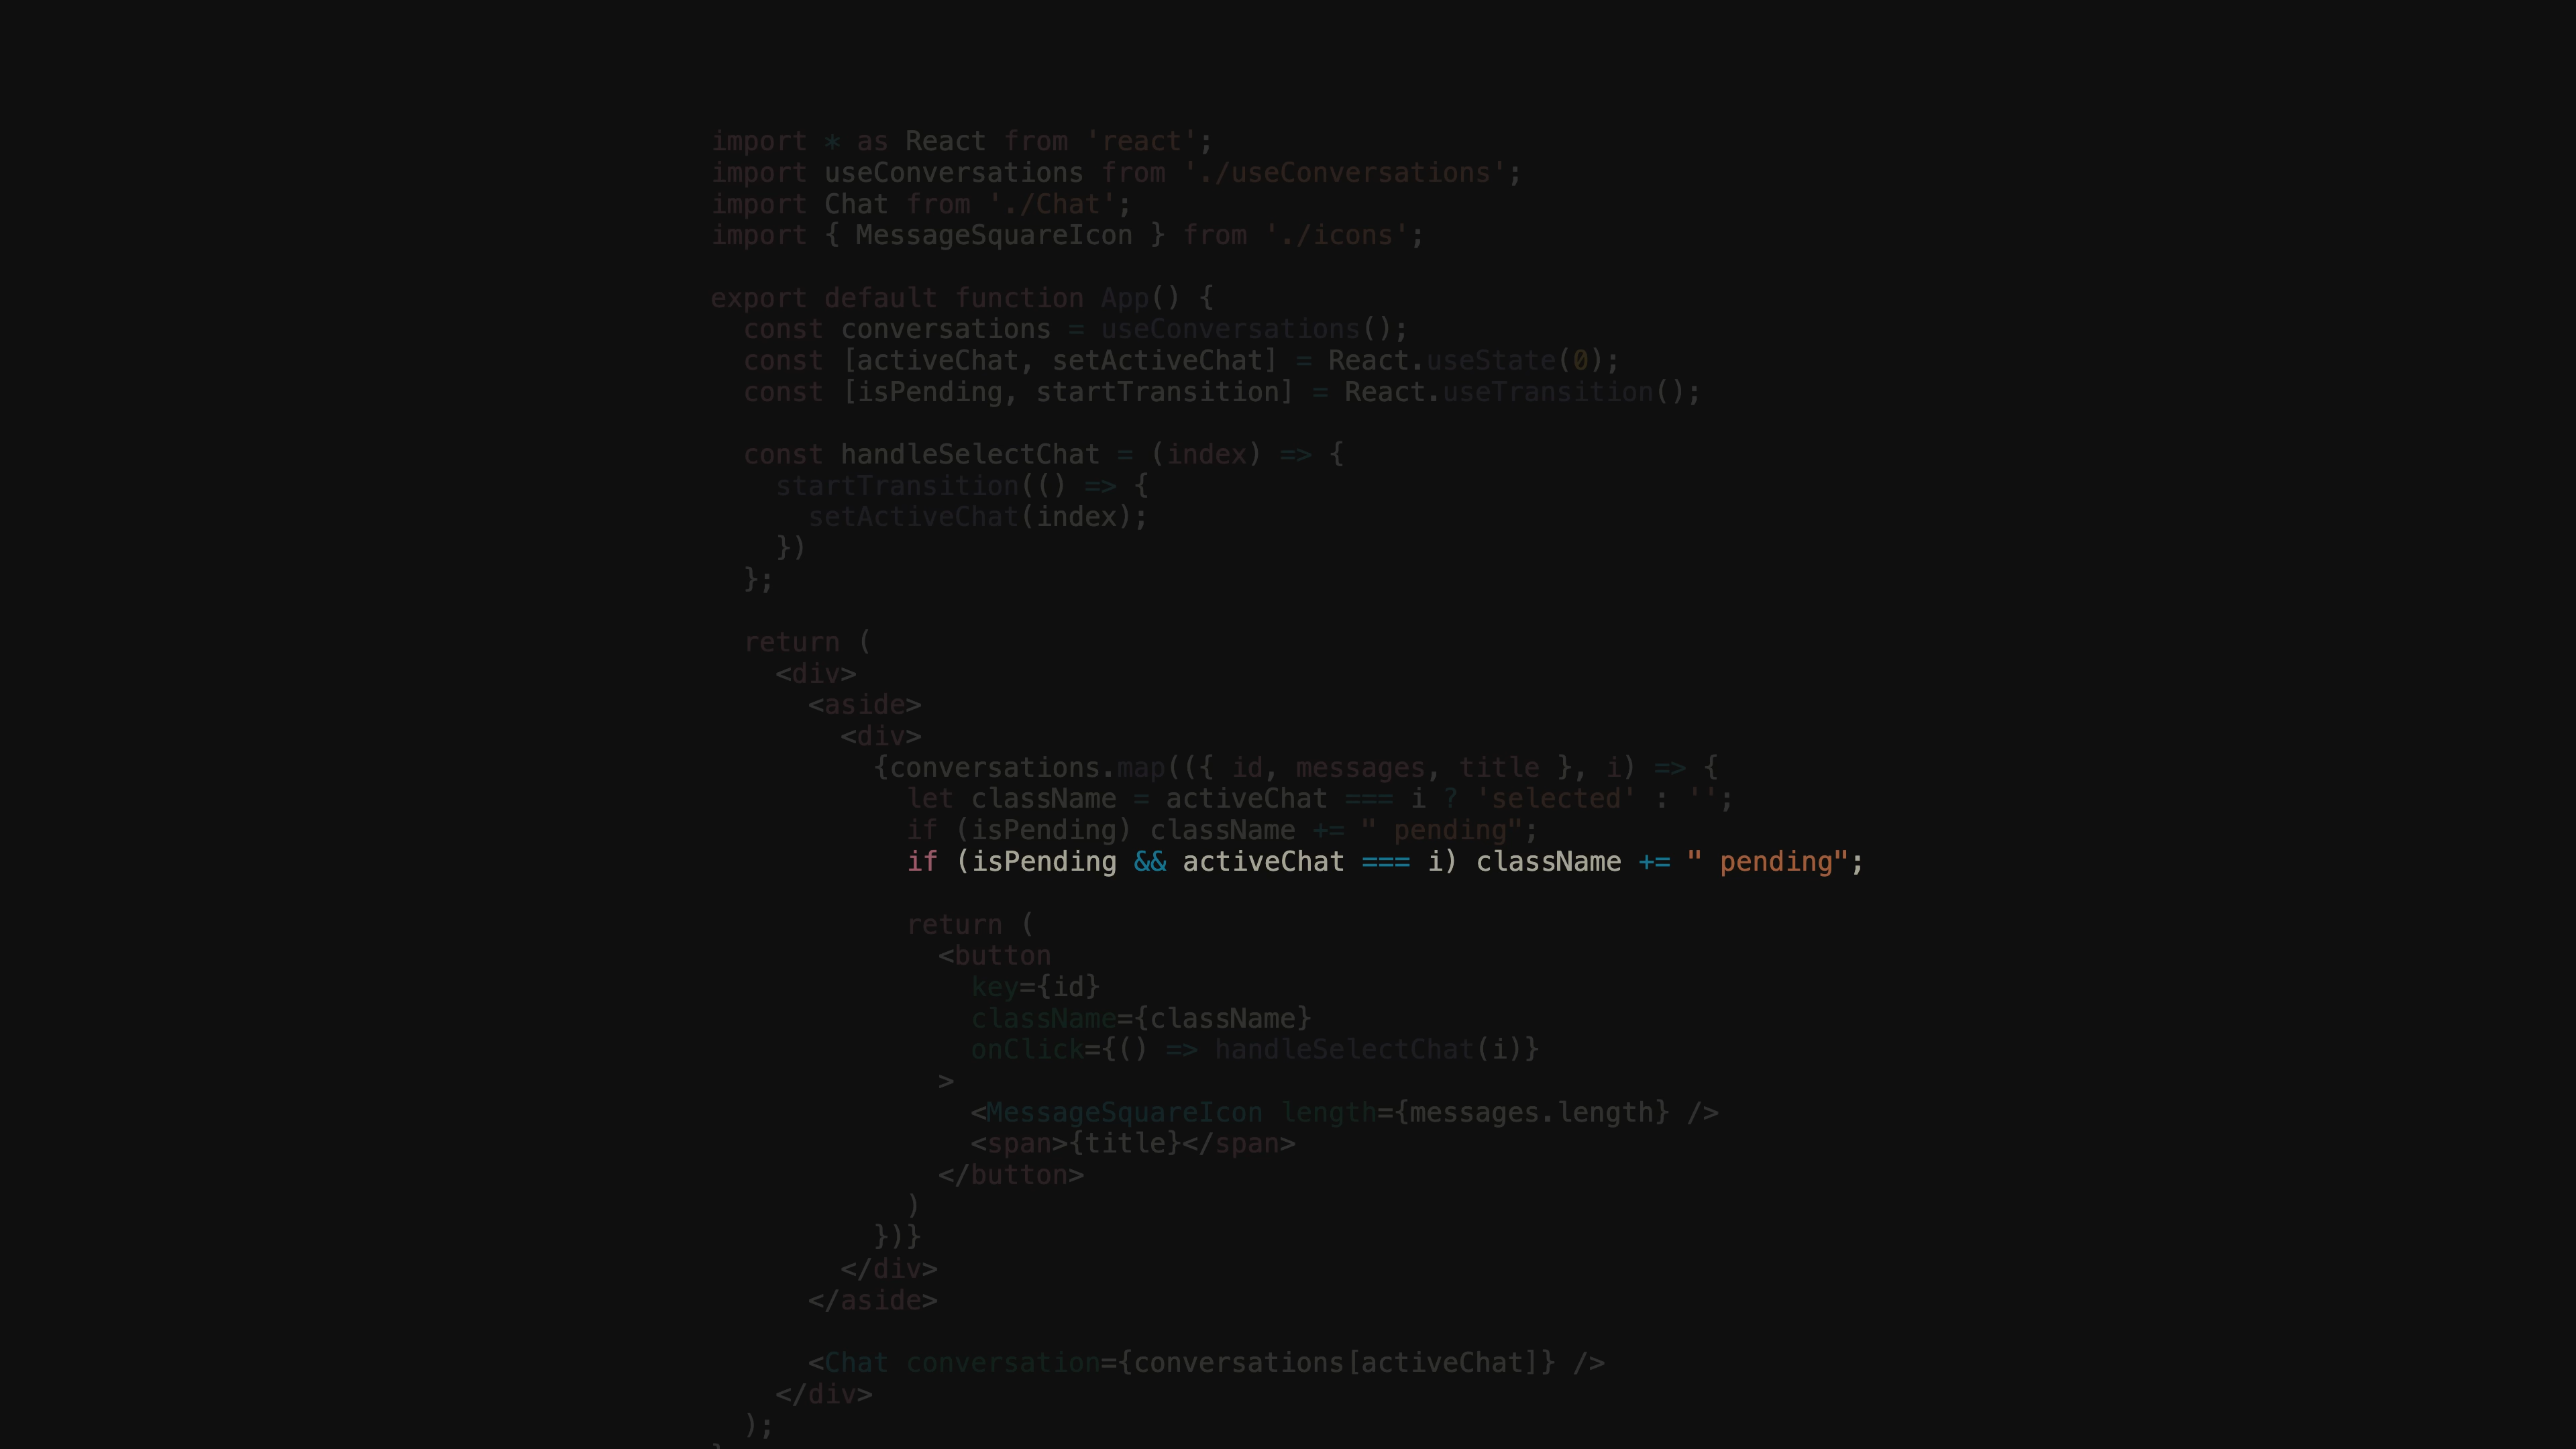 import * as React from 'react';
import useConversations from './useConversations';
import Chat from './Chat';
import { MessageSquareIcon } from './icons';

export default function App() {
  const conversations = useConversations();
  const [activeChat, setActiveChat] = React.useState(0);
  const [isPending, startTransition] = React.useTransition();

  const handleSelectChat = (index) => {
    startTransition(() => {
      setActiveChat(index);
    })
  };

  return (
    <div>
      <aside>
        <div>
          {conversations.map(({ id, messages, title }, i) => {
            let className = activeChat === i ? 'selected' : '';
            if (isPending) className += " pending";
            if (isPending && activeChat === i) className += " pending";

            return (
              <button
                key={id}
                className={className}
                onClick={() => handleSelectChat(i)}
              >
                <MessageSquareIcon length={messages.length} />
                <span>{title}</span>
              </button>
            )
          })}
        </div>
      </aside>

      <Chat conversation={conversations[activeChat]} />
    </div>
  );
}